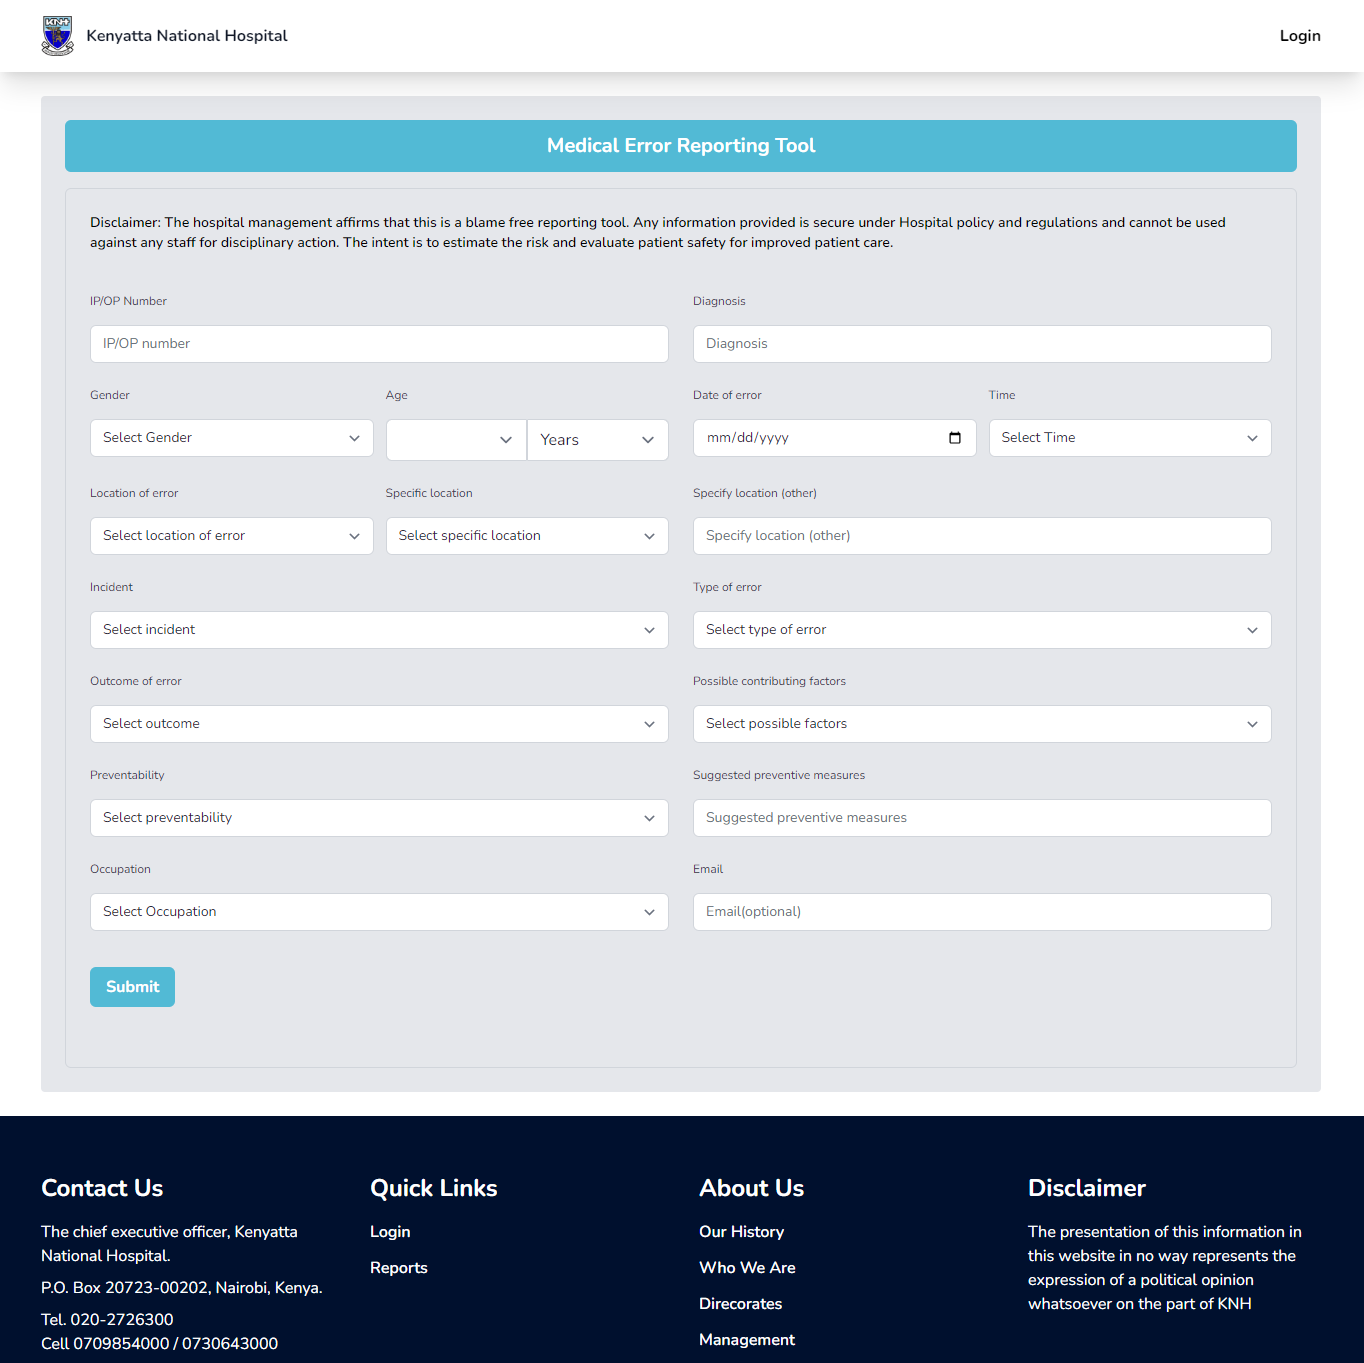 KNH
Kenyatta National Hospital
Login
Medical Error Reporting Tool
Disclaimer: The hospital management affirms that this is a blame free reporting tool. Any information provided is secure under Hospital policy and regulations and cannot be used
against any staff for disciplinary action. The intent is to estimate the risk and evaluate patient safety for improved patient care.
IP/OP Number
Diagnosis
IP/OP number
Diagnosis
Gender
Age
Date of error
Time
Select Gender
Years
mm/dd/yyyy
Select Time
Location of error
Specific location
Specify location (other)
Select location of error
Select specific location
Specify location (other)
Incident
Type of error
Select incident
Select type of error
Outcome of error
Possible contributing factors
Select outcome
Select possible factors
Preventability
Suggested preventive measures
Select preventability
Suggested preventive measures
Occupation
Email
Select Occupation
Email(optional)
Submit
Contact Us
The chief executive officer, Kenyatta
National Hospital.
P.O. Box 20723-00202, Nairobi, Kenya.
Tel. 020-2726300
Cell 0709854000 / 0730643000
Quick Links
Login
Reports
About Us
Our History
Who We Are
Direcorates
Management
Disclaimer
The presentation of this information in
this website in no way represents the
expression of a political opinion
whatsoever on the part of KNH